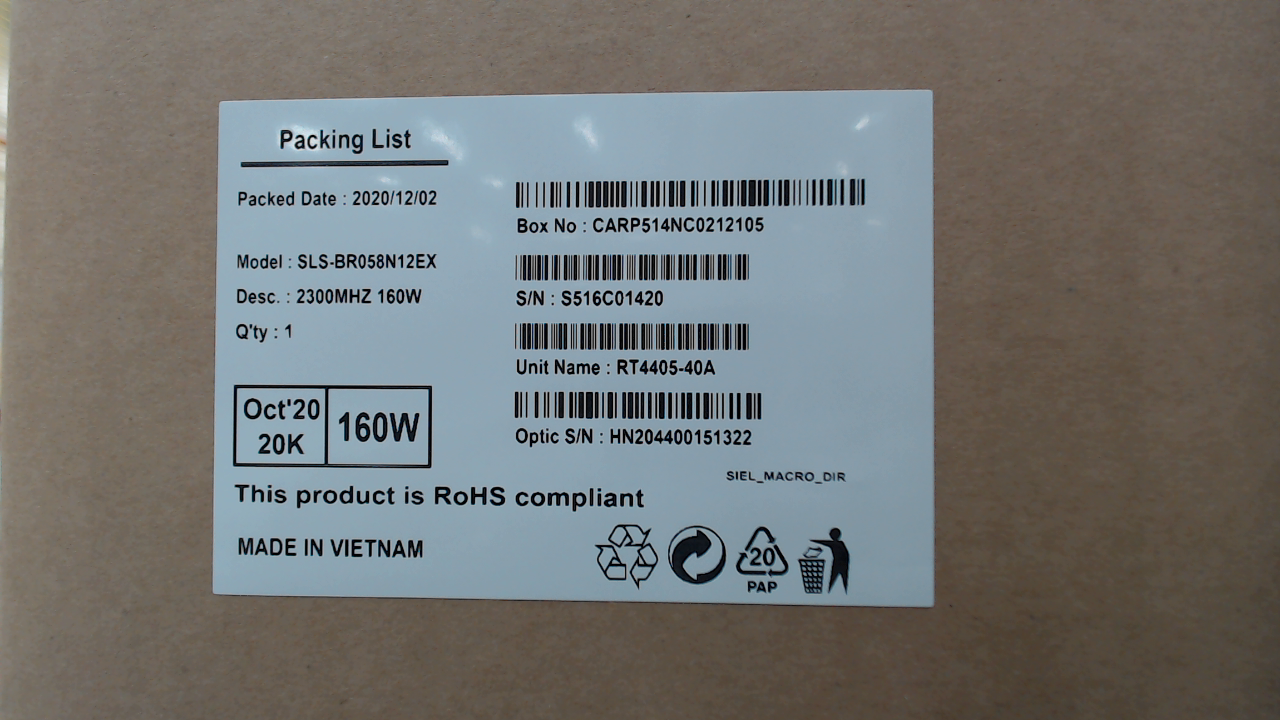 Packing List
Packed Date : 2020/12/02
Model : SLS-BR058N12EX
Desc. : 2300MHZ 160W
Q'ty : 1
Box No : CARP514NC0212105
S/N : S516C01420
Unit Name : RT4405-40A
Optic S/N : HN204400151322
Oct'20
20K
160W
SIEL_MACRO_DIR
This product is RoHS compliant
MADE IN VIETNAM
20
PAP